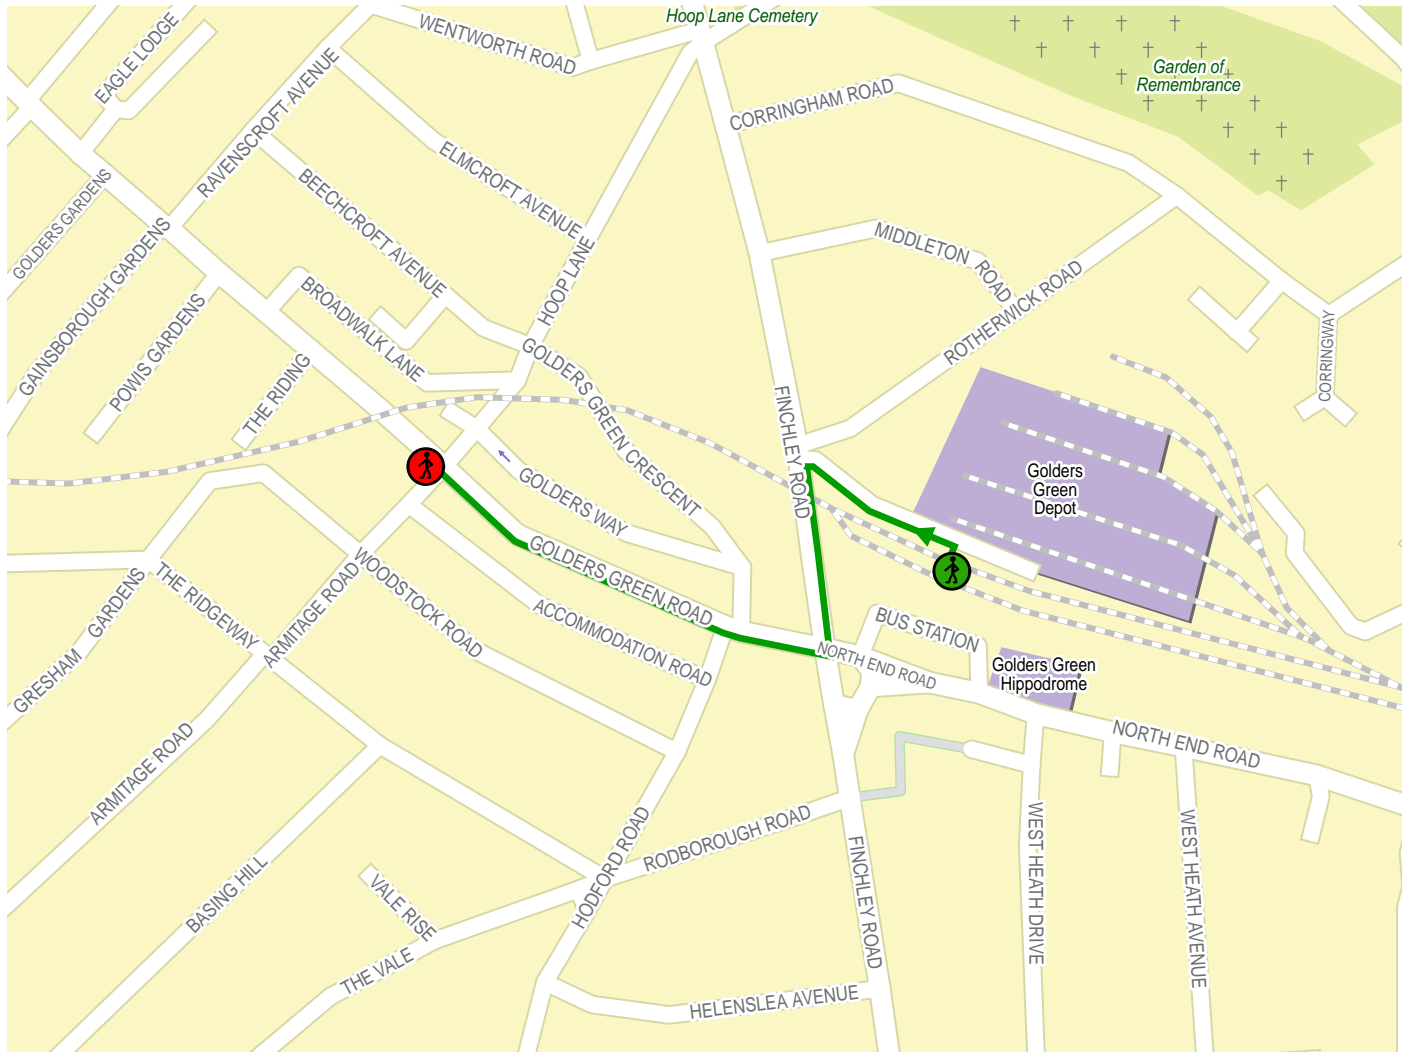 Hoop Lane Cemetery
WENTWORTH ROAD
EAGLE LODGE
RAVENSCROFT AVENUE
Garden of
Remembrance
CORRINGHAM ROAD
ELMCROFT AVENUE
BEECHCROFT AVENUE
GOLDERS GARDENS
GAINSBOROUGH GARDENS
HOOP LANE
MIDDLETON ROAD
ROTHERWICK ROAD
BROADWALK LANE
POWIS GARDENS
THE RIDING
CORRINGWAY
GOLDERS GREEN CRESCENT
FINCHLEY ROAD
Golders
Green
Depot
GOLDERS WAY
GOLDERS GREEN ROAD
WOODSTOCK ROAD
ACCOMMODATION ROAD
THE RIDGEWAY
ARMITAGE ROAD
GRESHAM GARDENS
BUS STATION
NORTH END ROAD
Golders Green
Hippodrome
NORTH END ROAD
ARMITAGE ROAD
BASING HILL
VALE RISE
THE VALE
HODFORD ROAD
RODBOROUGH ROAD
FINCHLEY ROAD
WEST HEATH DRIVE
WEST HEATH AVENUE
HELENSLEA AVENUE